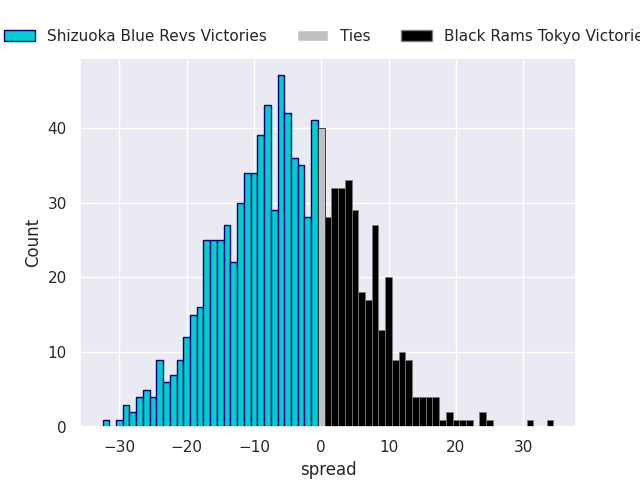 Shizuoka Blue Revs Victories Ties Black Rams Tokyo Victorie
40
30
20
10
0
Count
−30 −20 −10 0 10 20 30
spread